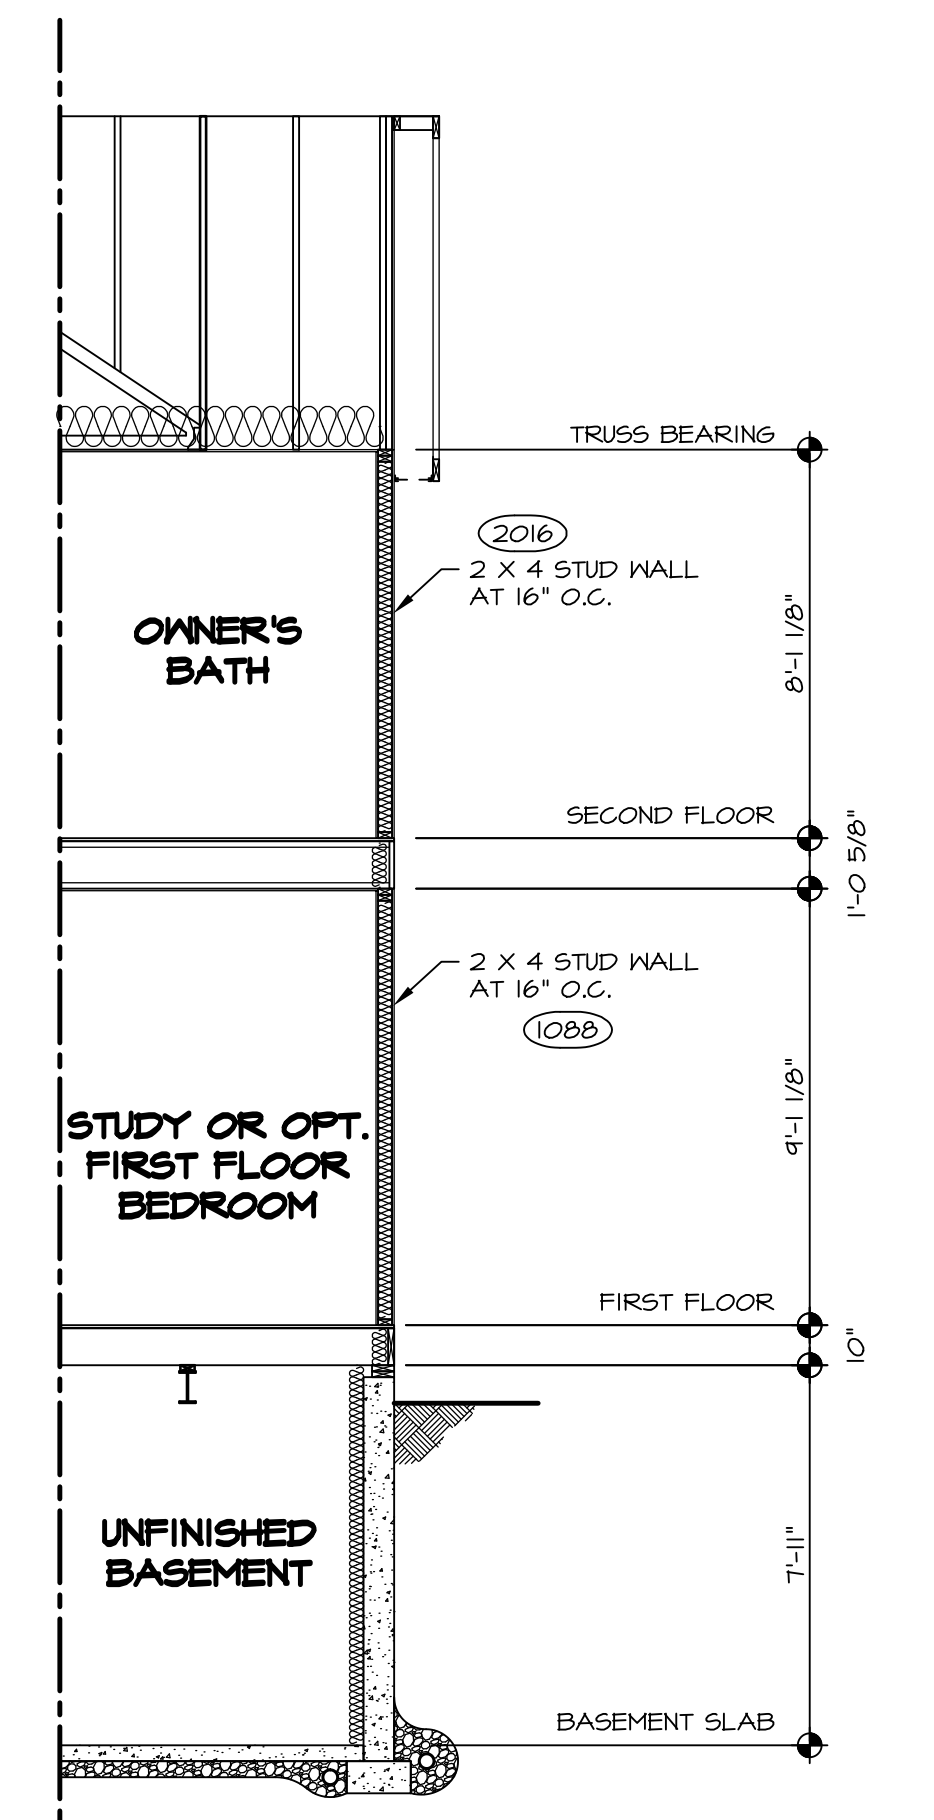 TRUSS BEARING
2016
2 X 4 STUD WALL
AT 16" O.C.
OWNER'S
BATH
8'-1 1/8"
SECOND FLOOR
1'-0 5/8"
2 X 4 STUD WALL
AT 16" O.C.
1088
9'-1 1/8"
STUDY OR OPT.
FIRST FLOOR
BEDROOM
FIRST FLOOR
10"
UNFINISHED
BASEMENT
7'-11"
BASEMENT SLAB